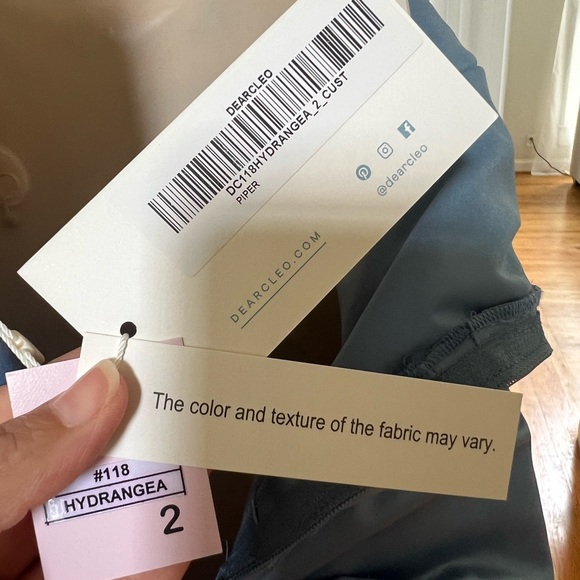 DEARCLEO
DC118HYDRANGEA_2_CUST
PIPER
@dearcleo
DEARCLEO.COM
The color and texture of the fabric may vary.
#118
HYDRANGEA
2